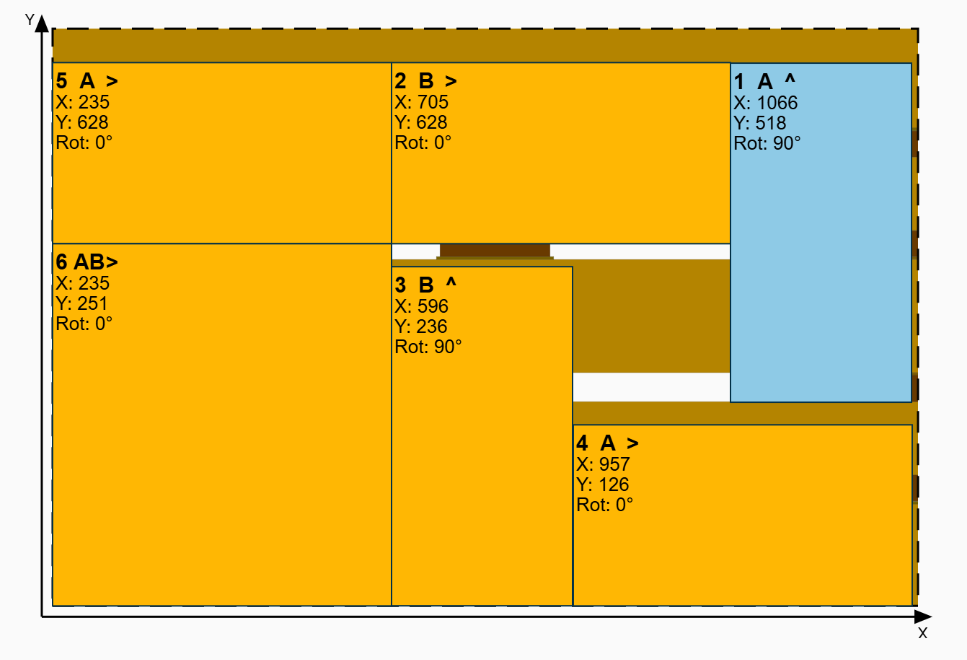 Y
5 A >
X: 235
Y: 628
Rot: 0°
2 B >
X: 705
Y: 628
Rot: 0°
1 A ^
X: 1066
Y: 518
Rot: 90°
6 AB>
X: 235
Y: 251
Rot: 0°
3 B ^
X: 596
Y: 236
Rot: 90°
4 A >
X: 957
Y: 126
Rot: 0°
X